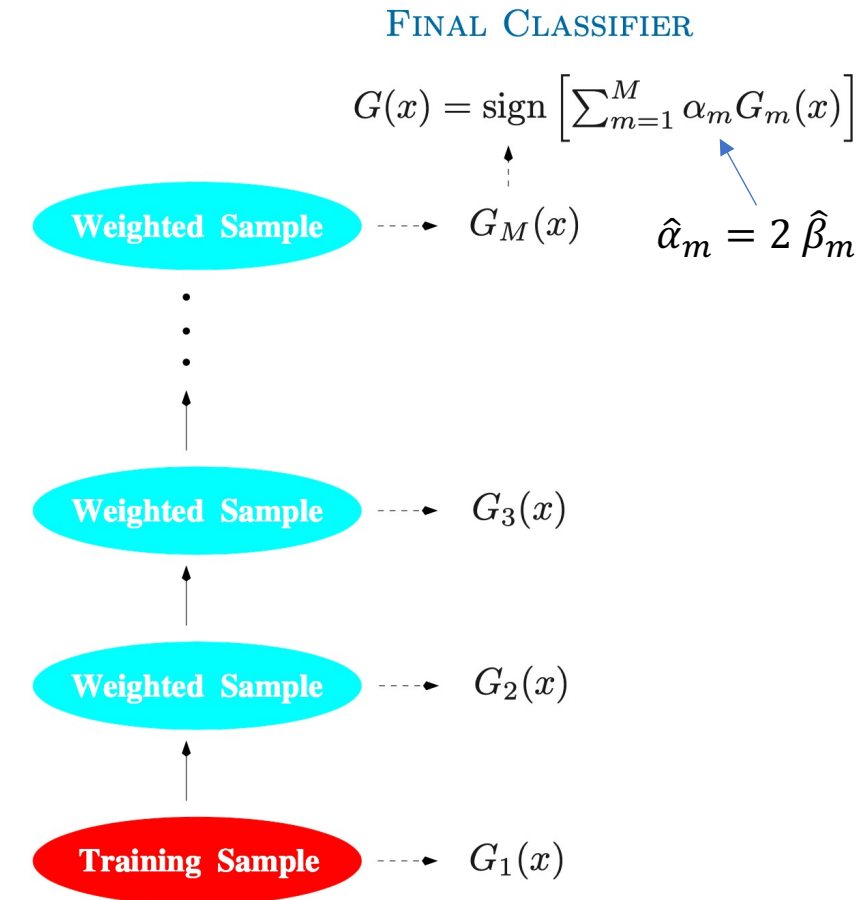 FINAL CLASSIFIER
G(x) = sign [∑_{m=1}^{M} α_m G_m(x)]
Weighted Sample
G_M(x)
α̂_m = 2 β̂_m
Weighted Sample
G_3(x)
Weighted Sample
G_2(x)
Training Sample
G_1(x)